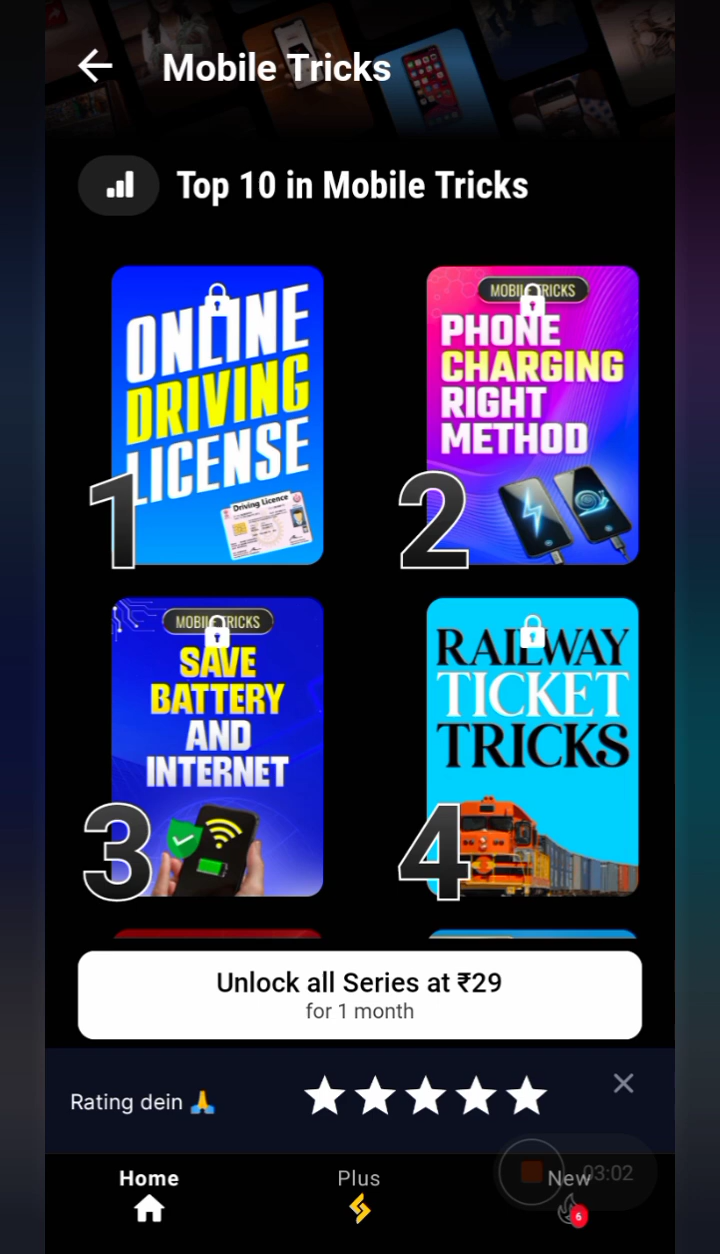 Mobile Tricks
Top 10 in Mobile Tricks
ONLINE
DRIVING
LICENSE
Driving Licence
1
MOBILE TRICKS
PHONE
CHARGING
RIGHT
METHOD
2
MOBILE TRICKS
SAVE
BATTERY
AND
INTERNET
3
RAILWAY
TICKET
TRICKS
4
Unlock all Series at ₹29
for 1 month
Rating dein 🙏
03:02
Home
Plus
New
6